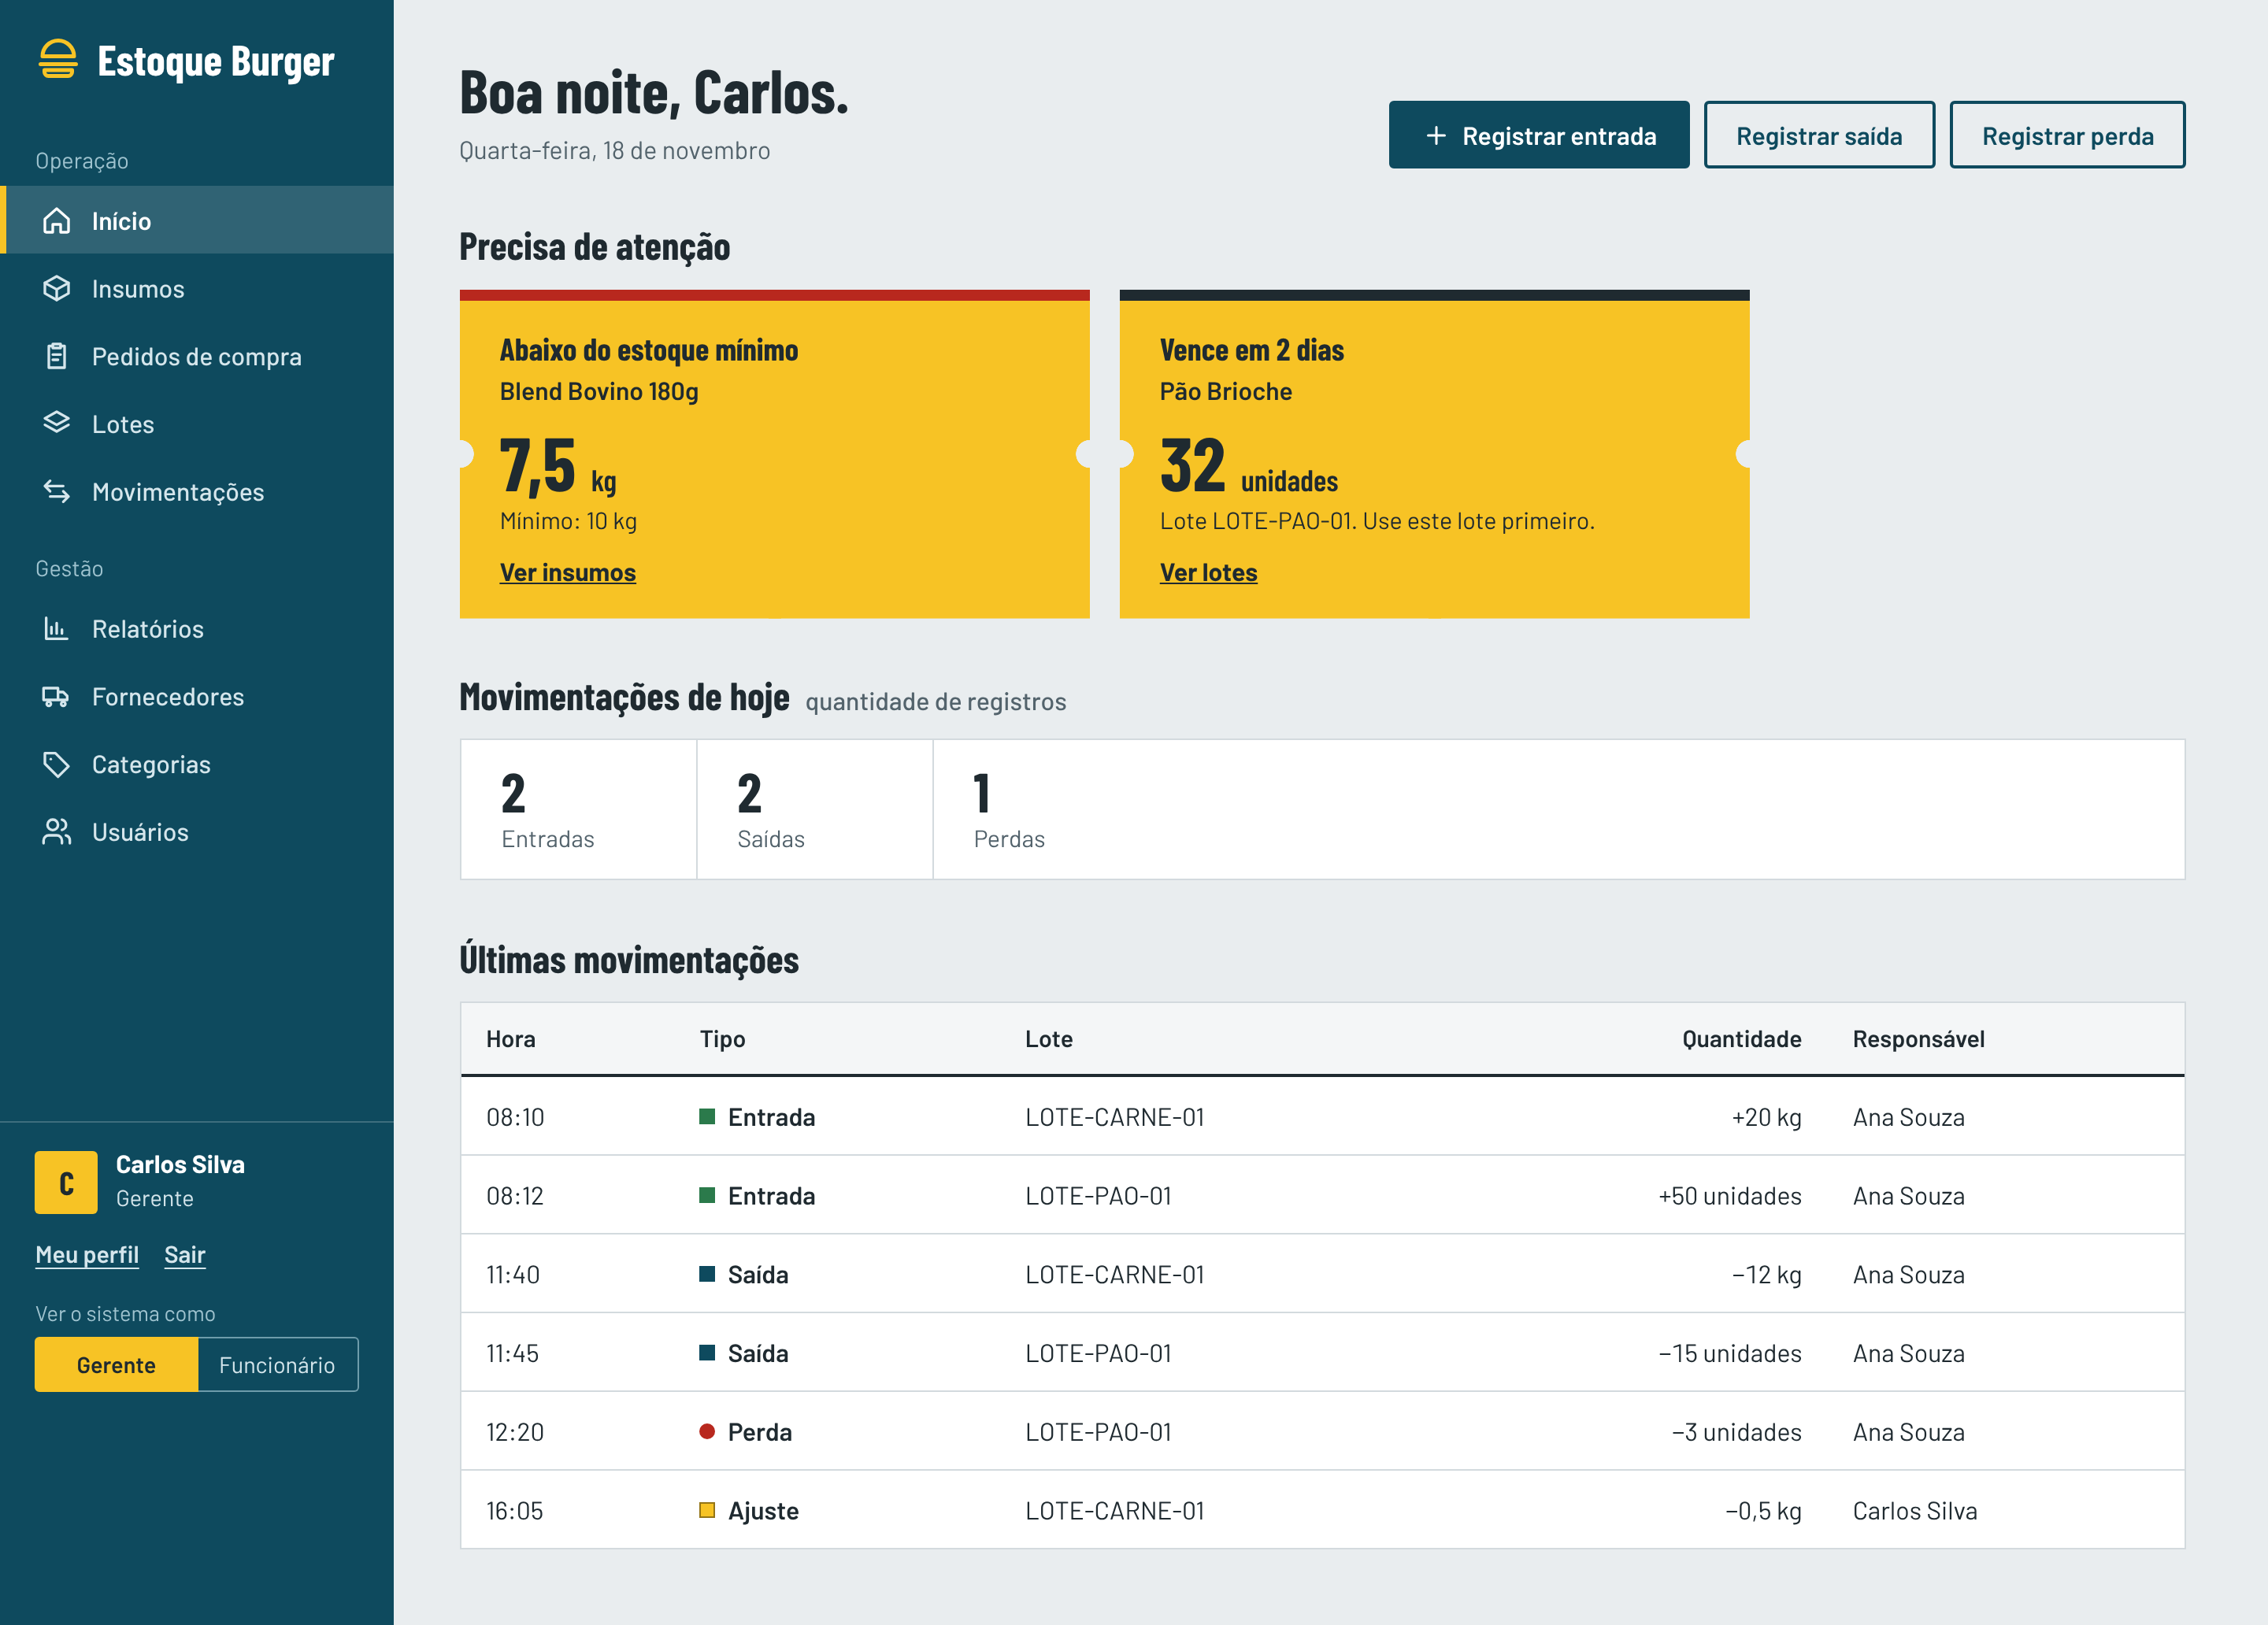 Estoque Burger
Operação
Início
Insumos
Pedidos de compra
Lotes
Movimentações
Gestão
Relatórios
Fornecedores
Categorias
Usuários
C
Carlos Silva
Gerente
Meu perfil Sair
Ver o sistema como
Gerente Funcionário
Boa noite, Carlos.
Quarta-feira, 18 de novembro
+ Registrar entrada Registrar saída Registrar perda
Precisa de atenção
Abaixo do estoque mínimo
Blend Bovino 180g
7,5 kg
Mínimo: 10 kg
Ver insumos
Vence em 2 dias
Pão Brioche
32 unidades
Lote LOTE-PAO-01. Use este lote primeiro.
Ver lotes
Movimentações de hoje quantidade de registros
2 2 1
Entradas Saídas Perdas
Últimas movimentações
Hora Tipo Lote Quantidade Responsável
08:10 Entrada LOTE-CARNE-01 +20 kg Ana Souza
08:12 Entrada LOTE-PAO-01 +50 unidades Ana Souza
11:40 Saída LOTE-CARNE-01 −12 kg Ana Souza
11:45 Saída LOTE-PAO-01 −15 unidades Ana Souza
12:20 Perda LOTE-PAO-01 −3 unidades Ana Souza
16:05 Ajuste LOTE-CARNE-01 −0,5 kg Carlos Silva